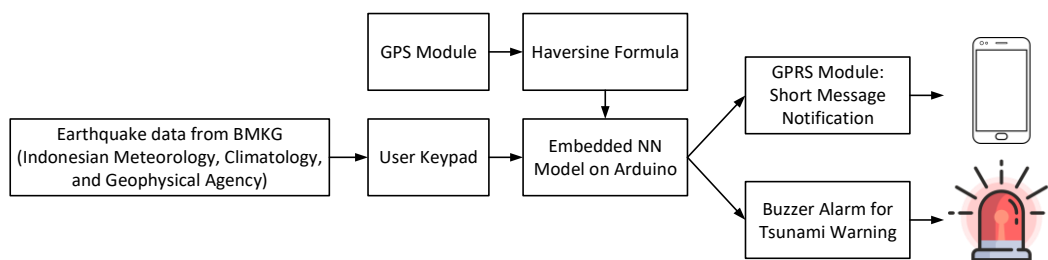 GPS Module
Haversine Formula
GPRS Module:
Short Message
Notification
Earthquake data from BMKG
(Indonesian Meteorology, Climatology,
and Geophysical Agency)
User Keypad
Embedded NN
Model on Arduino
Buzzer Alarm for
Tsunami Warning